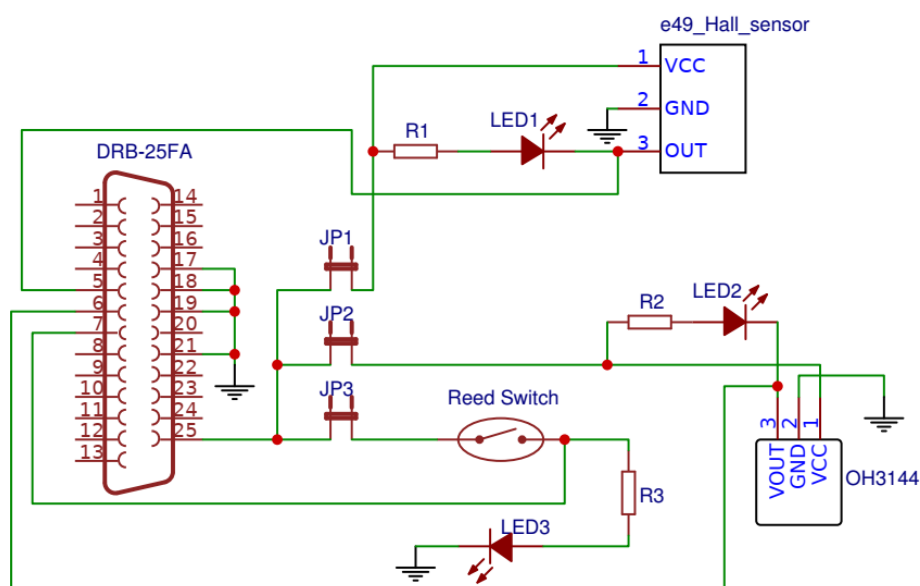 e49_Hall_sensor
1 VCC
2 GND
3 OUT
R1
LED1
DRB-25FA
1 14
2 15
3 16
4 17
5 18
6 19
7 20
8 21
9 22
10 23
11 24
12 25
13
JP1
JP2
JP3
R2
LED2
Reed Switch
R3
LED3
3 2 1
VOUT
GND
VCC
OH3144